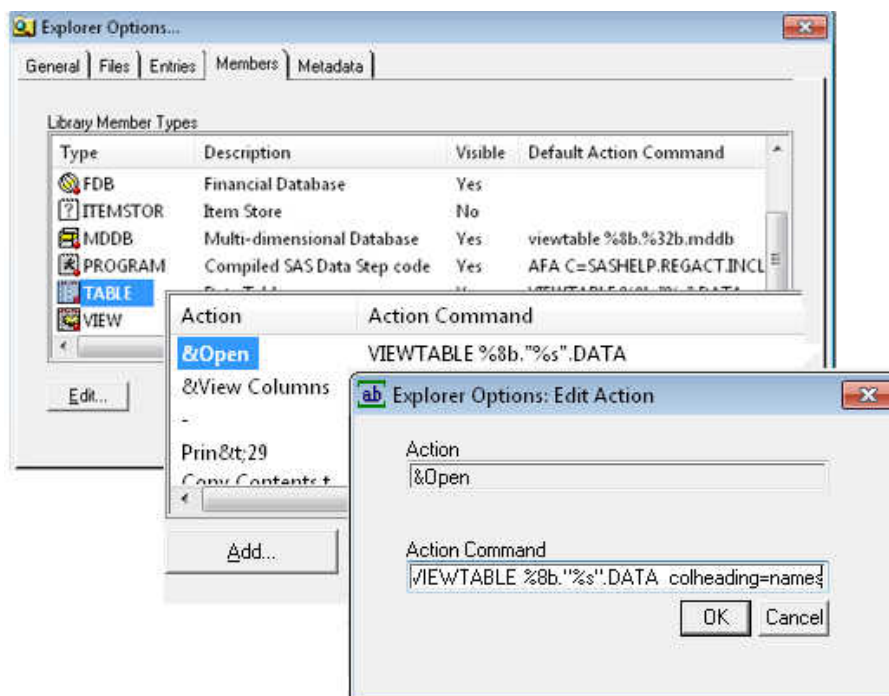 Explorer Options...
General Files Entries Members Metadata
Library Member Types
Type Description Visible Default Action Command
FDB Financial Database Yes
ITEMSTOR Item Store No
MDDB Multi-dimensional Database Yes viewtable %8b.%32b.mddb
PROGRAM Compiled SAS Data Step code Yes AFA C=SASHELP.REGACT.INCL
TABLE
VIEW
Edit...
Action Action Command
&Open VIEWTABLE %8b."%s".DATA
&View Columns
-
Prin&t;29
Copy Contents t
Add...
ab Explorer Options: Edit Action
Action
&Open
Action Command
VIEWTABLE %8b."%s".DATA colheading=names
OK Cancel